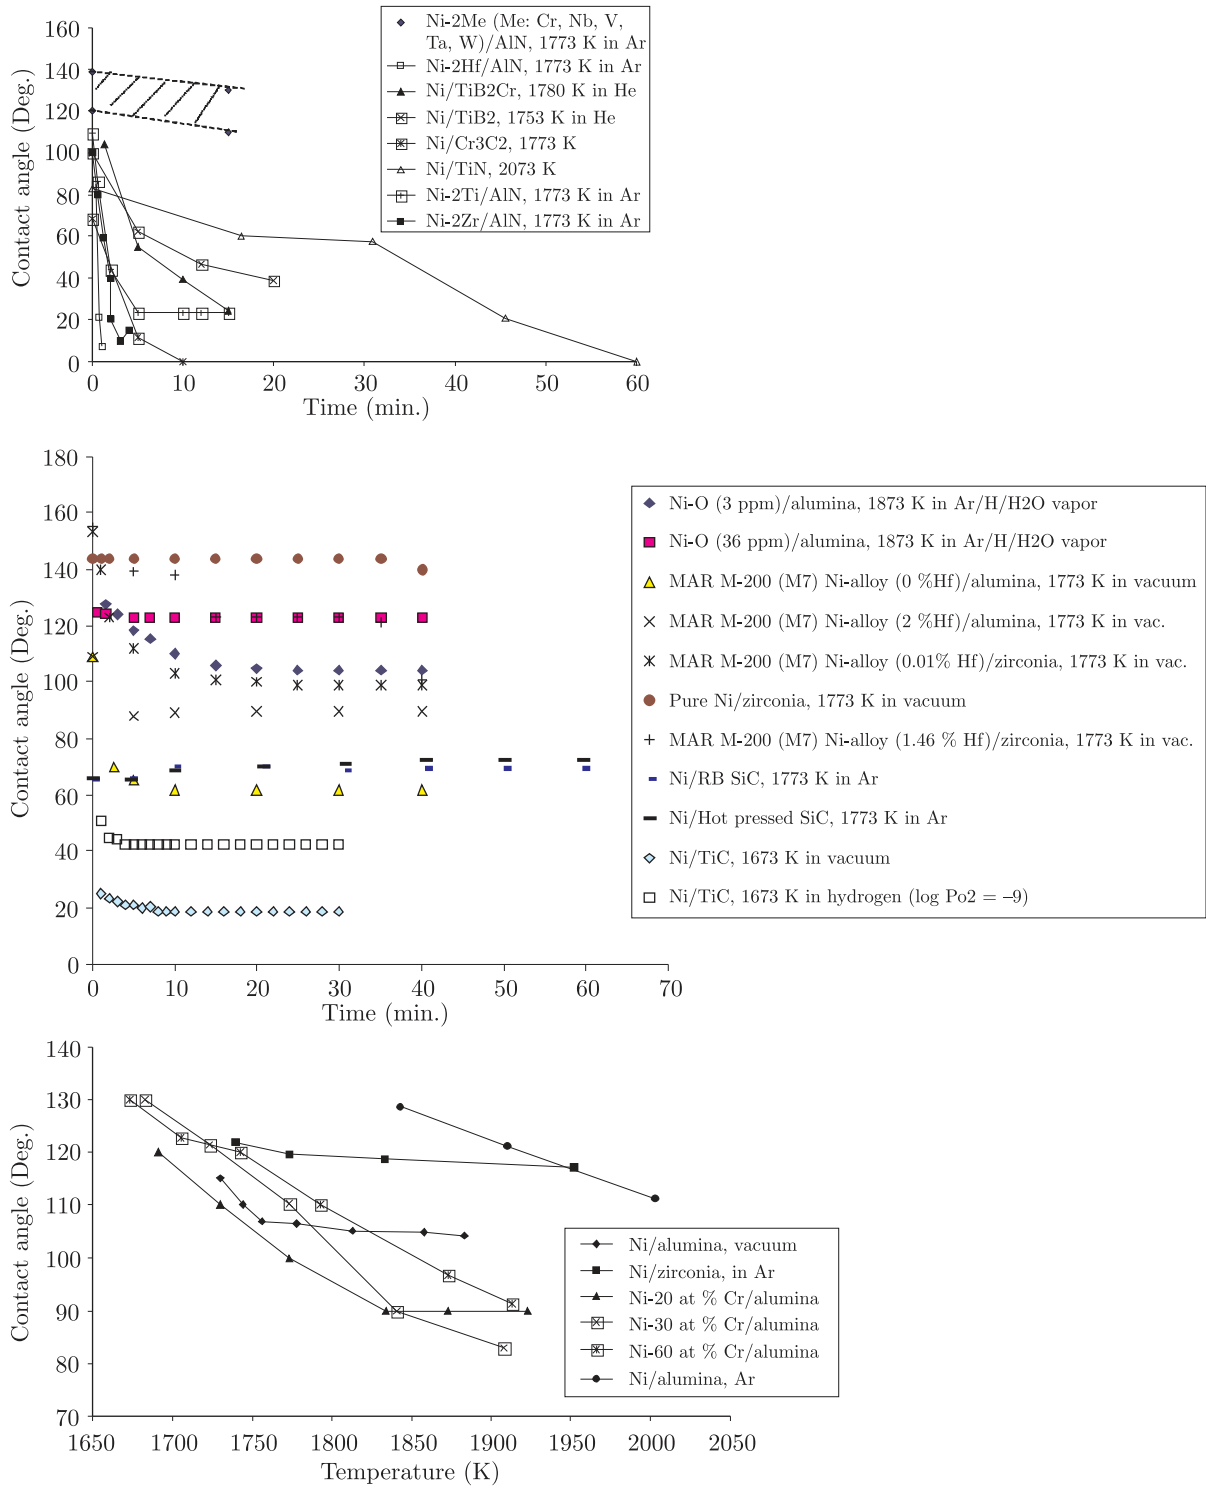 160
140
120
100
80
60
40
20
0
Contact angle (Deg.)
0 10 20 30 40 50 60
Time (min.)
Ni-2Me (Me: Cr, Nb, V,
Ta, W)/AlN, 1773 K in Ar
Ni-2Hf/AlN, 1773 K in Ar
Ni/TiB2Cr, 1780 K in He
Ni/TiB2, 1753 K in He
Ni/Cr3C2, 1773 K
Ni/TiN, 2073 K
Ni-2Ti/AlN, 1773 K in Ar
Ni-2Zr/AlN, 1773 K in Ar
180
160
140
120
100
80
60
40
20
0
Contact angle (Deg.)
0 10 20 30 40 50 60 70
Time (min.)
Ni-O (3 ppm)/alumina, 1873 K in Ar/H/H2O vapor
Ni-O (36 ppm)/alumina, 1873 K in Ar/H/H2O vapor
MAR M-200 (M7) Ni-alloy (0 %Hf)/alumina, 1773 K in vacuum
MAR M-200 (M7) Ni-alloy (2 %Hf)/alumina, 1773 K in vac.
MAR M-200 (M7) Ni-alloy (0.01% Hf)/zirconia, 1773 K in vac.
Pure Ni/zirconia, 1773 K in vacuum
MAR M-200 (M7) Ni-alloy (1.46 % Hf)/zirconia, 1773 K in vac.
Ni/RB SiC, 1773 K in Ar
Ni/Hot pressed SiC, 1773 K in Ar
Ni/TiC, 1673 K in vacuum
Ni/TiC, 1673 K in hydrogen (log Po2 = –9)
140
130
120
110
100
90
80
70
Contact angle (Deg.)
1650 1700 1750 1800 1850 1900 1950 2000 2050
Temperature (K)
Ni/alumina, vacuum
Ni/zirconia, in Ar
Ni-20 at % Cr/alumina
Ni-30 at % Cr/alumina
Ni-60 at % Cr/alumina
Ni/alumina, Ar